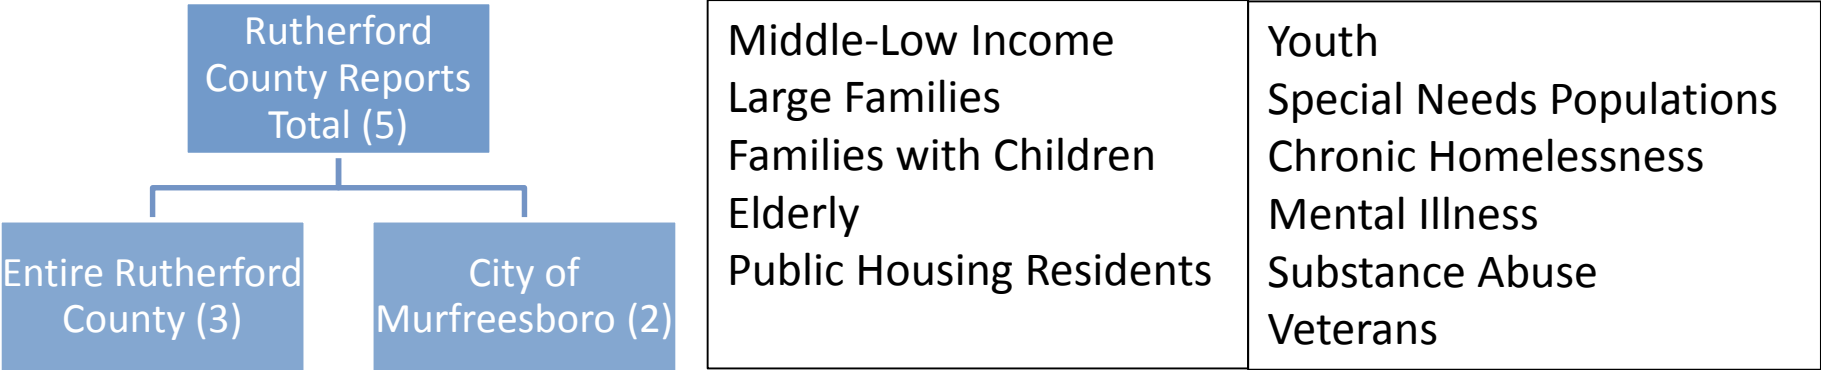 Rutherford
County Reports
Total (5)
Entire Rutherford
County (3)
City of
Murfreesboro (2)
Middle-Low Income
Large Families
Families with Children
Elderly
Public Housing Residents
Youth
Special Needs Populations
Chronic Homelessness
Mental Illness
Substance Abuse
Veterans